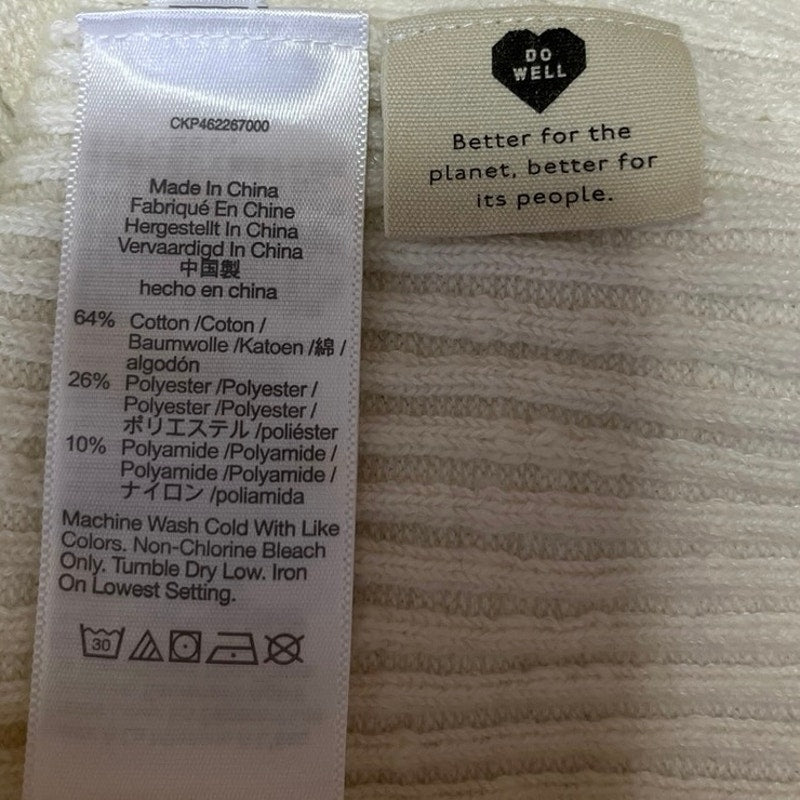 CKP462267000
Made In China
Fabriqué En Chine
Hergestellt In China
Vervaardigd In China
中国製
hecho en china
64% Cotton /Coton /
Baumwolle /Katoen /綿 /
algodón
26% Polyester /Polyester /
Polyester /Polyester /
ポリエステル /poliéster
10% Polyamide /Polyamide /
Polyamide /Polyamide /
ナイロン /poliamida
Machine Wash Cold With Like
Colors. Non-Chlorine Bleach
Only. Tumble Dry Low. Iron
On Lowest Setting.
30
DO
WELL
Better for the
planet, better for
its people.